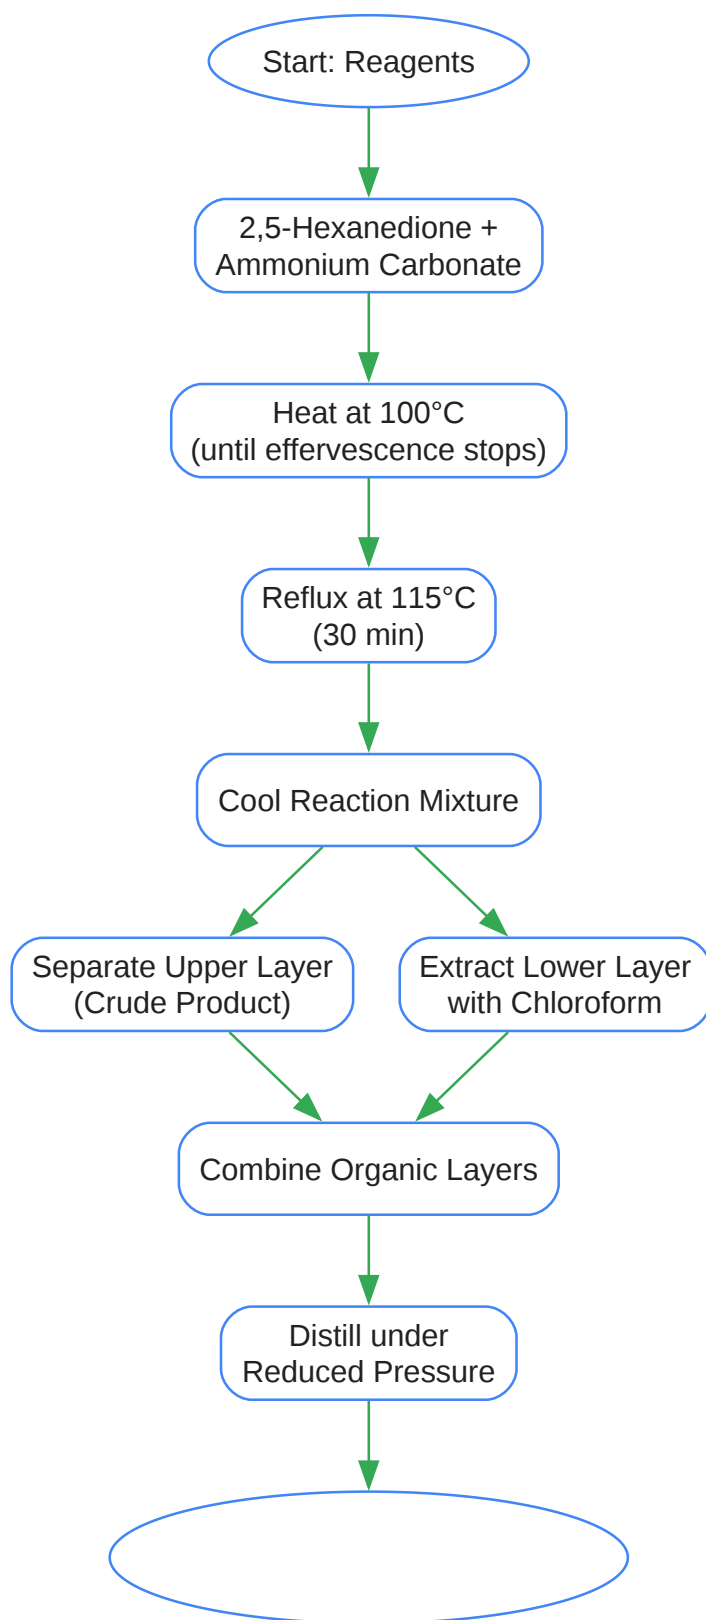 Start: Reagents
2,5-Hexanedione +
Ammonium Carbonate
Heat at 100°C
(until effervescence stops)
Reflux at 115°C
(30 min)
Cool Reaction Mixture
Separate Upper Layer
(Crude Product)
Extract Lower Layer
with Chloroform
Combine Organic Layers
Distill under
Reduced Pressure